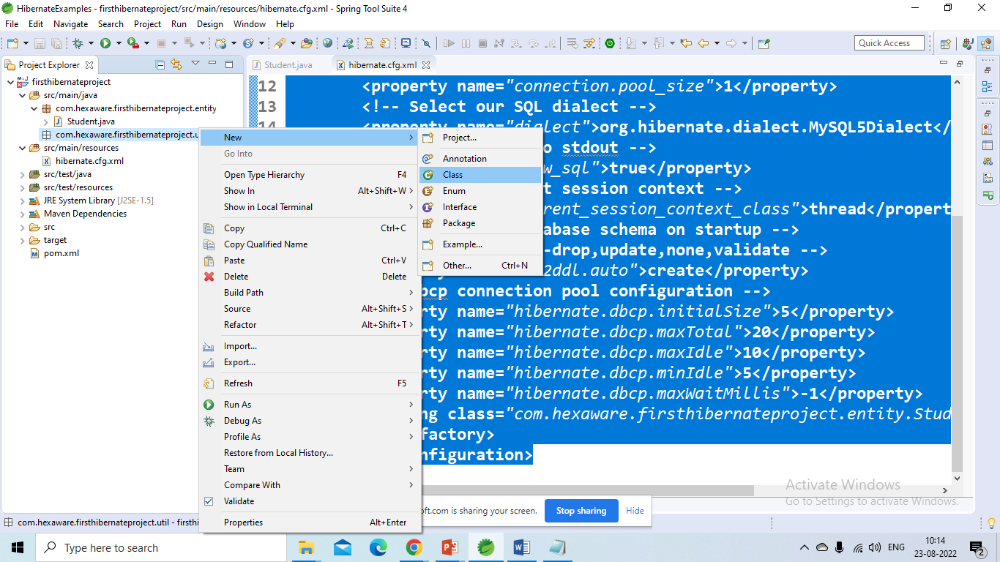 HibernateExamples - firsthibernateproject/src/main/resources/hibernate.cfg.xml - Spring Tool Suite 4
File Edit Navigate Search Project Run Design Window Help
Quick Access
Project Explorer
Student.java
hibernate.cfg.xml
firsthibernateproject
src/main/java
com.hexaware.firsthibernateproject.entity
Student.java
com.hexaware.firsthibernateproject.u
src/main/resources
hibernate.cfg.xml
src/test/java
src/test/resources
JRE System Library [J2SE-1.5]
Maven Dependencies
src
target
pom.xml
New
Go Into
Open Type Hierarchy F4
Show In Alt+Shift+W
Show in Local Terminal
Copy Ctrl+C
Copy Qualified Name
Paste Ctrl+V
Delete Delete
Build Path
Source Alt+Shift+S
Refactor Alt+Shift+T
Import...
Export...
Refresh F5
Run As
Debug As
Profile As
Restore from Local History...
Team
Compare With
Validate
Properties Alt+Enter
Project...
Annotation
Class
Enum
Interface
Package
Example...
Other... Ctrl+N
12 <property name="connection.pool_size">1</property>
13 <!-- Select our SQL dialect -->
14 <property name="dialect">org.hibernate.dialect.MySQL5Dialect</
o stdout -->
w_sql">true</property>
t session context -->
rent_session_context_class">thread</propert
abase schema on startup -->
-drop,update,none,validate -->
2ddl.auto">create</property>
bcp connection pool configuration -->
rty name="hibernate.dbcp.initialSize">5</property>
rty name="hibernate.dbcp.maxTotal">20</property>
rty name="hibernate.dbcp.maxIdle">10</property>
rty name="hibernate.dbcp.minIdle">5</property>
rty name="hibernate.dbcp.maxWaitMillis">-1</property>
ng class="com.hexaware.firsthibernateproject.entity.Stud
factory>
nfiguration>
Activate Windows
Go to Settings to activate Windows.
oft.com is sharing your screen. Stop sharing Hide
com.hexaware.firsthibernateproject.util - firsthi
Type here to search
ENG
10:14
23-08-2022
2